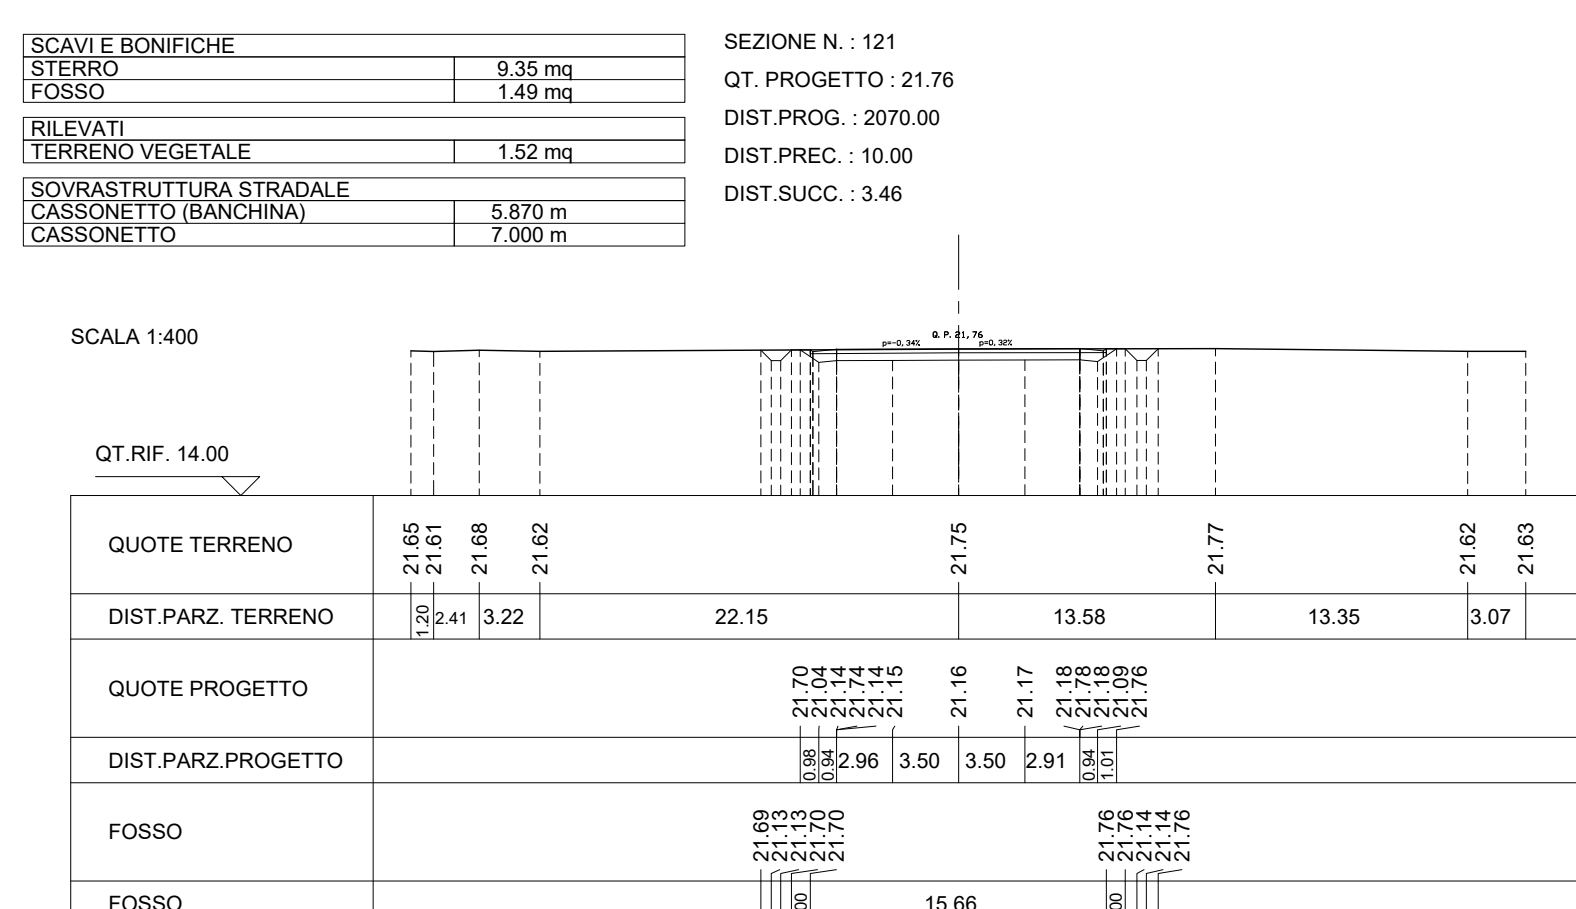 SCAVI E BONIFICHE
STERRO 9.35 mq
FOSSO 1.49 mq
RILEVATI
TERRENO VEGETALE 1.52 mq
SOVRASTRUTTURA STRADALE
CASSONETTO (BANCHINA) 5.870 m
CASSONETTO 7.000 m
SEZIONE N. : 121
QT. PROGETTO : 21.76
DIST.PROG. : 2070.00
DIST.PREC. : 10.00
DIST.SUCC. : 3.46
SCALA 1:400
Q. P. 21,76
p=-0,34% p=0,32%
QT.RIF. 14.00
QUOTE TERRENO 21.65 21.61 21.68 21.62 21.75 21.77 21.62 21.63
DIST.PARZ. TERRENO 1.20 2.41 3.22 22.15 13.58 13.35 3.07
QUOTE PROGETTO 21.70 21.04 21.14 21.74 21.14 21.15 21.16 21.17 21.18 21.78 21.18 21.09 21.76
DIST.PARZ.PROGETTO 0.98 0.94 2.96 3.50 3.50 2.91 0.94 1.01
FOSSO 21.69 21.13 21.13 21.70 21.70 21.76 21.76 21.14 21.14 21.76
FOSSO 15.66